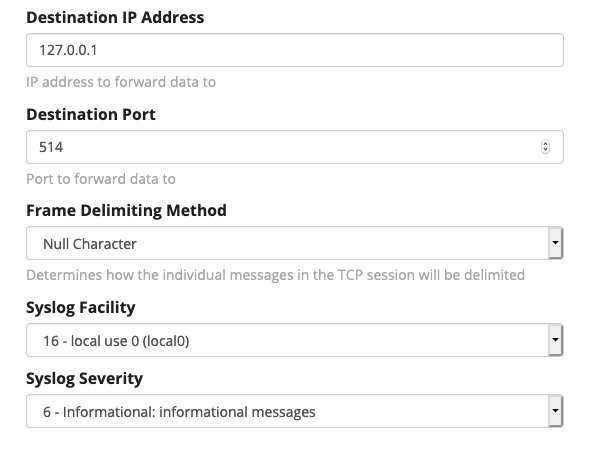 Destination IP Address
127.0.0.1
IP address to forward data to
Destination Port
514
Port to forward data to
Frame Delimiting Method
Null Character
Determines how the individual messages in the TCP session will be delimited
Syslog Facility
16 - local use 0 (local0)
Syslog Severity
6 - Informational: informational messages